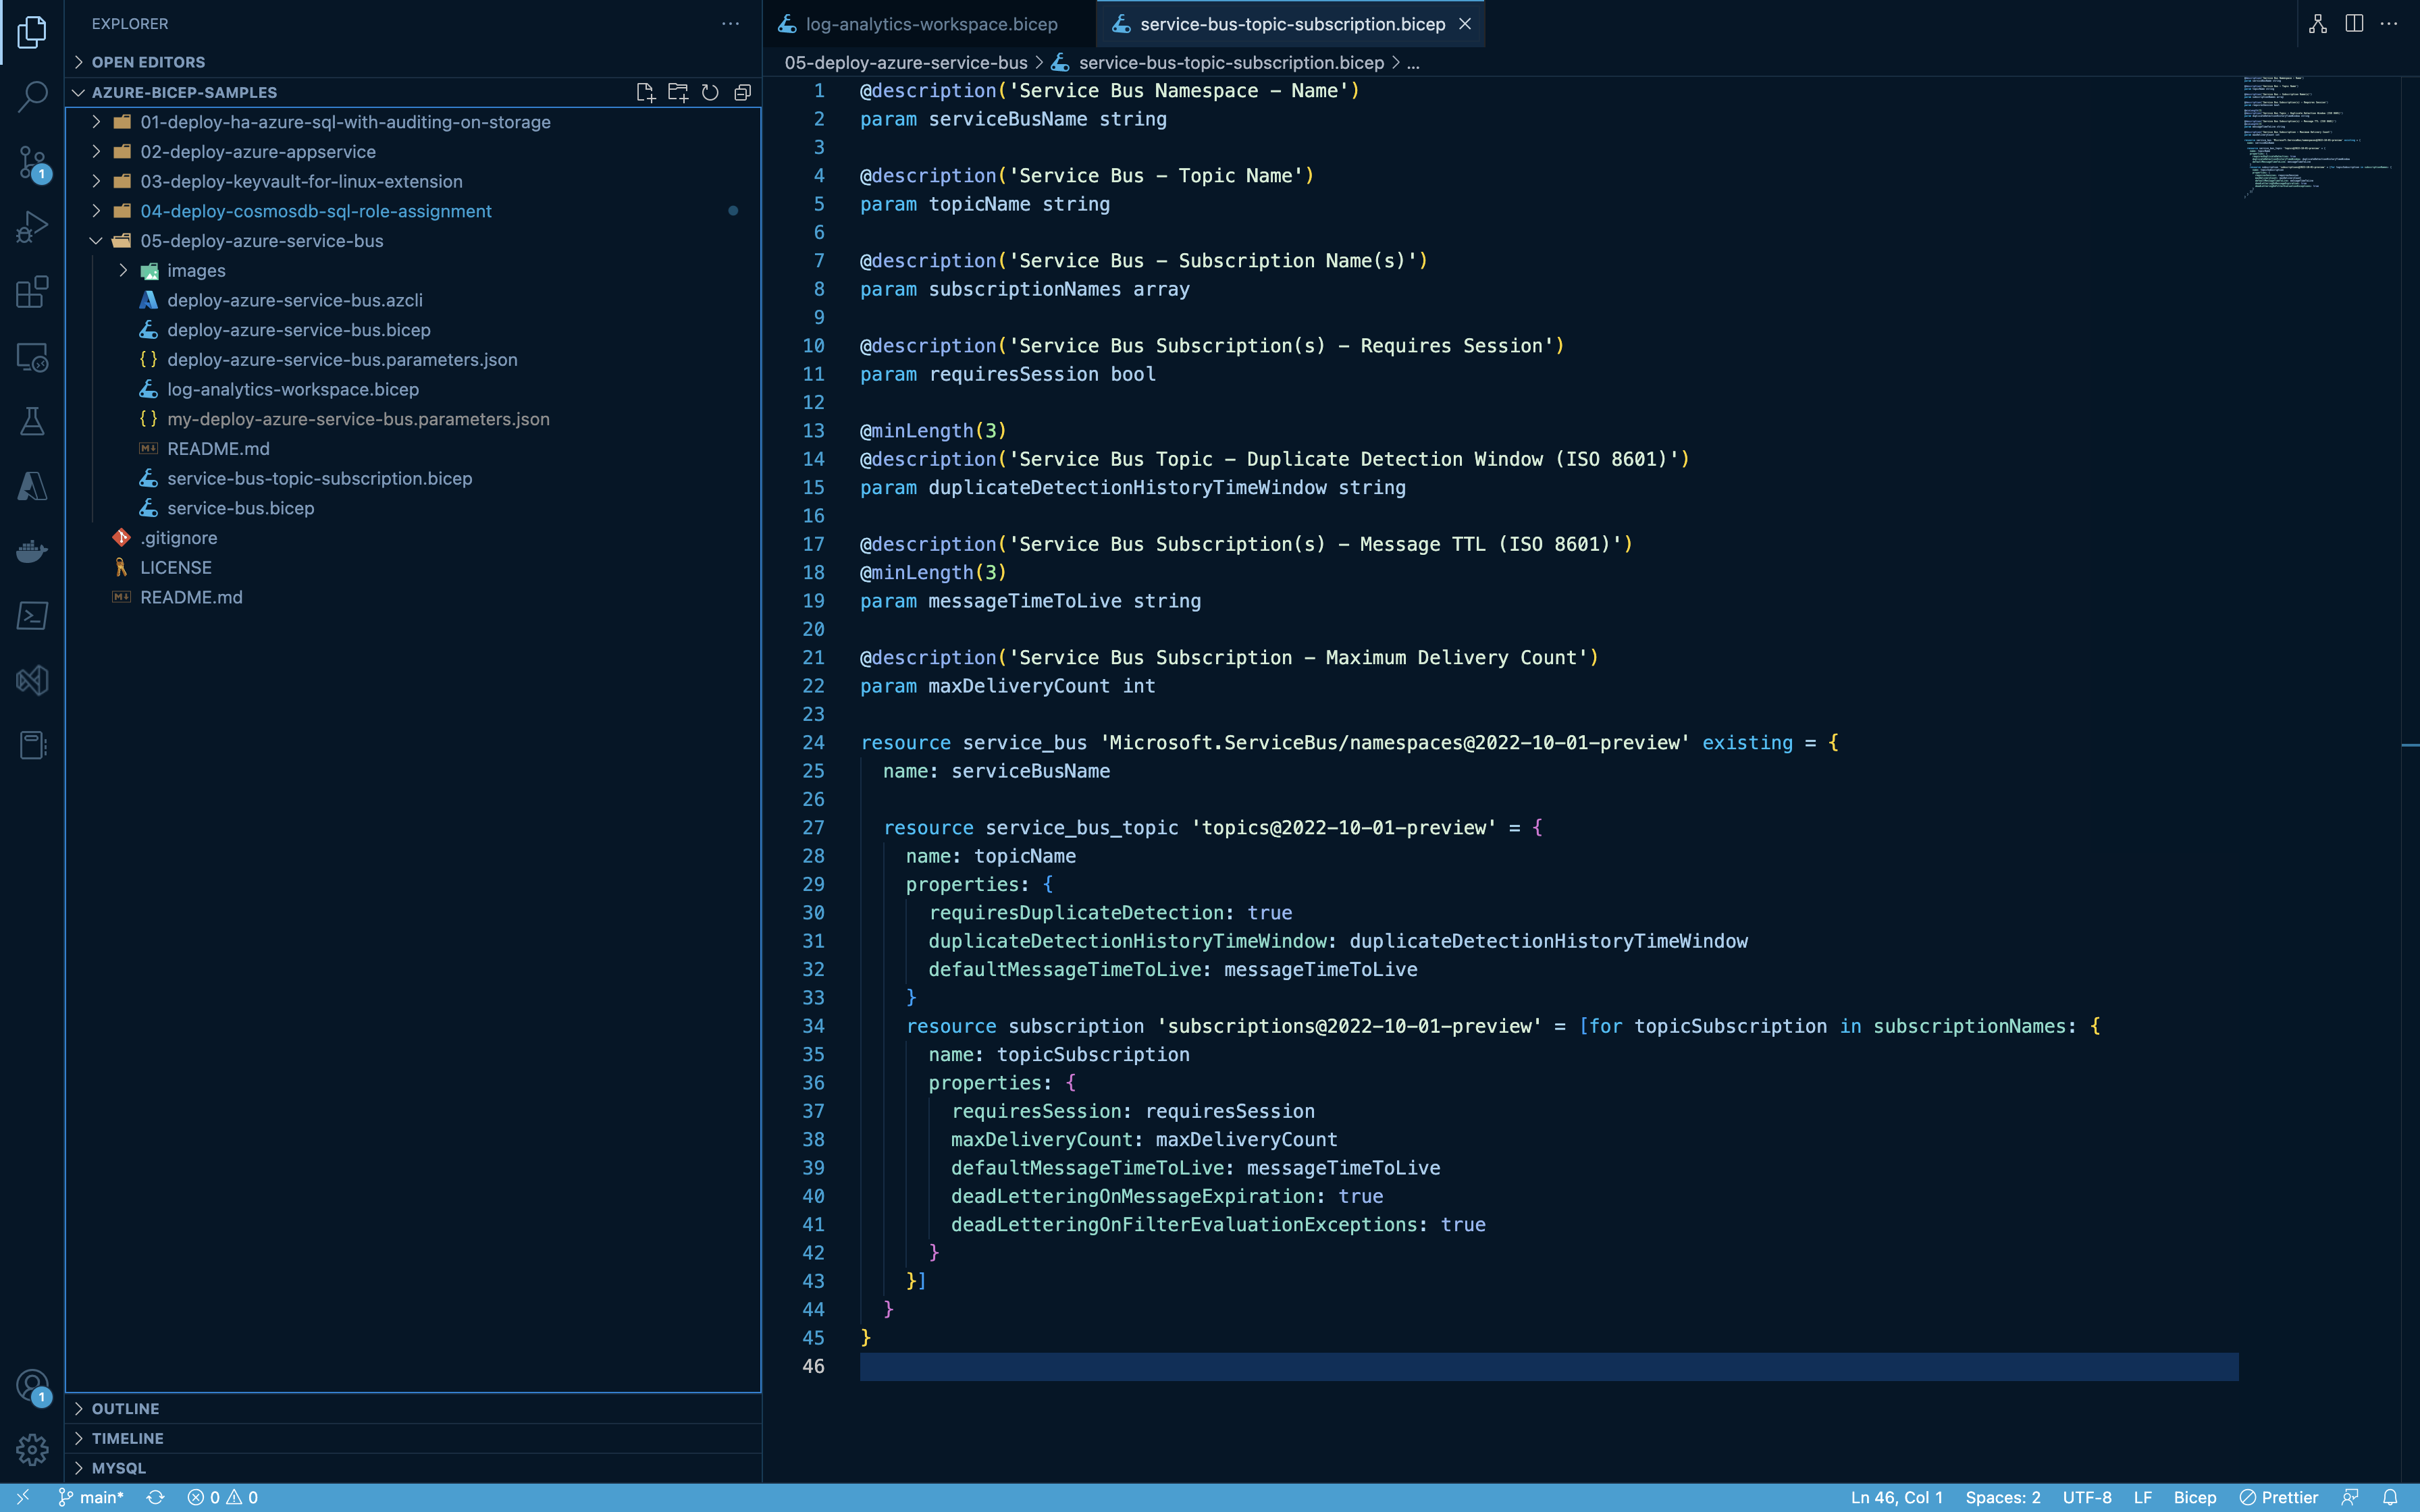 EXPLORER
OPEN EDITORS
AZURE-BICEP-SAMPLES
01-deploy-ha-azure-sql-with-auditing-on-storage
02-deploy-azure-appservice
03-deploy-keyvault-for-linux-extension
04-deploy-cosmosdb-sql-role-assignment
05-deploy-azure-service-bus
images
deploy-azure-service-bus.azcli
deploy-azure-service-bus.bicep
deploy-azure-service-bus.parameters.json
log-analytics-workspace.bicep
my-deploy-azure-service-bus.parameters.json
README.md
service-bus-topic-subscription.bicep
service-bus.bicep
.gitignore
LICENSE
README.md
OUTLINE
TIMELINE
MYSQL
1
1
log-analytics-workspace.bicep
service-bus-topic-subscription.bicep
05-deploy-azure-service-bus > service-bus-topic-subscription.bicep > ...
1 @description('Service Bus Namespace - Name')
2 param serviceBusName string
3
4 @description('Service Bus - Topic Name')
5 param topicName string
6
7 @description('Service Bus - Subscription Name(s)')
8 param subscriptionNames array
9
10 @description('Service Bus Subscription(s) - Requires Session')
11 param requiresSession bool
12
13 @minLength(3)
14 @description('Service Bus Topic - Duplicate Detection Window (ISO 8601)')
15 param duplicateDetectionHistoryTimeWindow string
16
17 @description('Service Bus Subscription(s) - Message TTL (ISO 8601)')
18 @minLength(3)
19 param messageTimeToLive string
20
21 @description('Service Bus Subscription - Maximum Delivery Count')
22 param maxDeliveryCount int
23
24 resource service_bus 'Microsoft.ServiceBus/namespaces@2022-10-01-preview' existing = {
25   name: serviceBusName
26
27   resource service_bus_topic 'topics@2022-10-01-preview' = {
28     name: topicName
29     properties: {
30       requiresDuplicateDetection: true
31       duplicateDetectionHistoryTimeWindow: duplicateDetectionHistoryTimeWindow
32       defaultMessageTimeToLive: messageTimeToLive
33     }
34     resource subscription 'subscriptions@2022-10-01-preview' = [for topicSubscription in subscriptionNames: {
35       name: topicSubscription
36       properties: {
37         requiresSession: requiresSession
38         maxDeliveryCount: maxDeliveryCount
39         defaultMessageTimeToLive: messageTimeToLive
40         deadLetteringOnMessageExpiration: true
41         deadLetteringOnFilterEvaluationExceptions: true
42       }
43     }]
44   }
45 }
46
main* 0 0 Ln 46, Col 1 Spaces: 2 UTF-8 LF Bicep Prettier